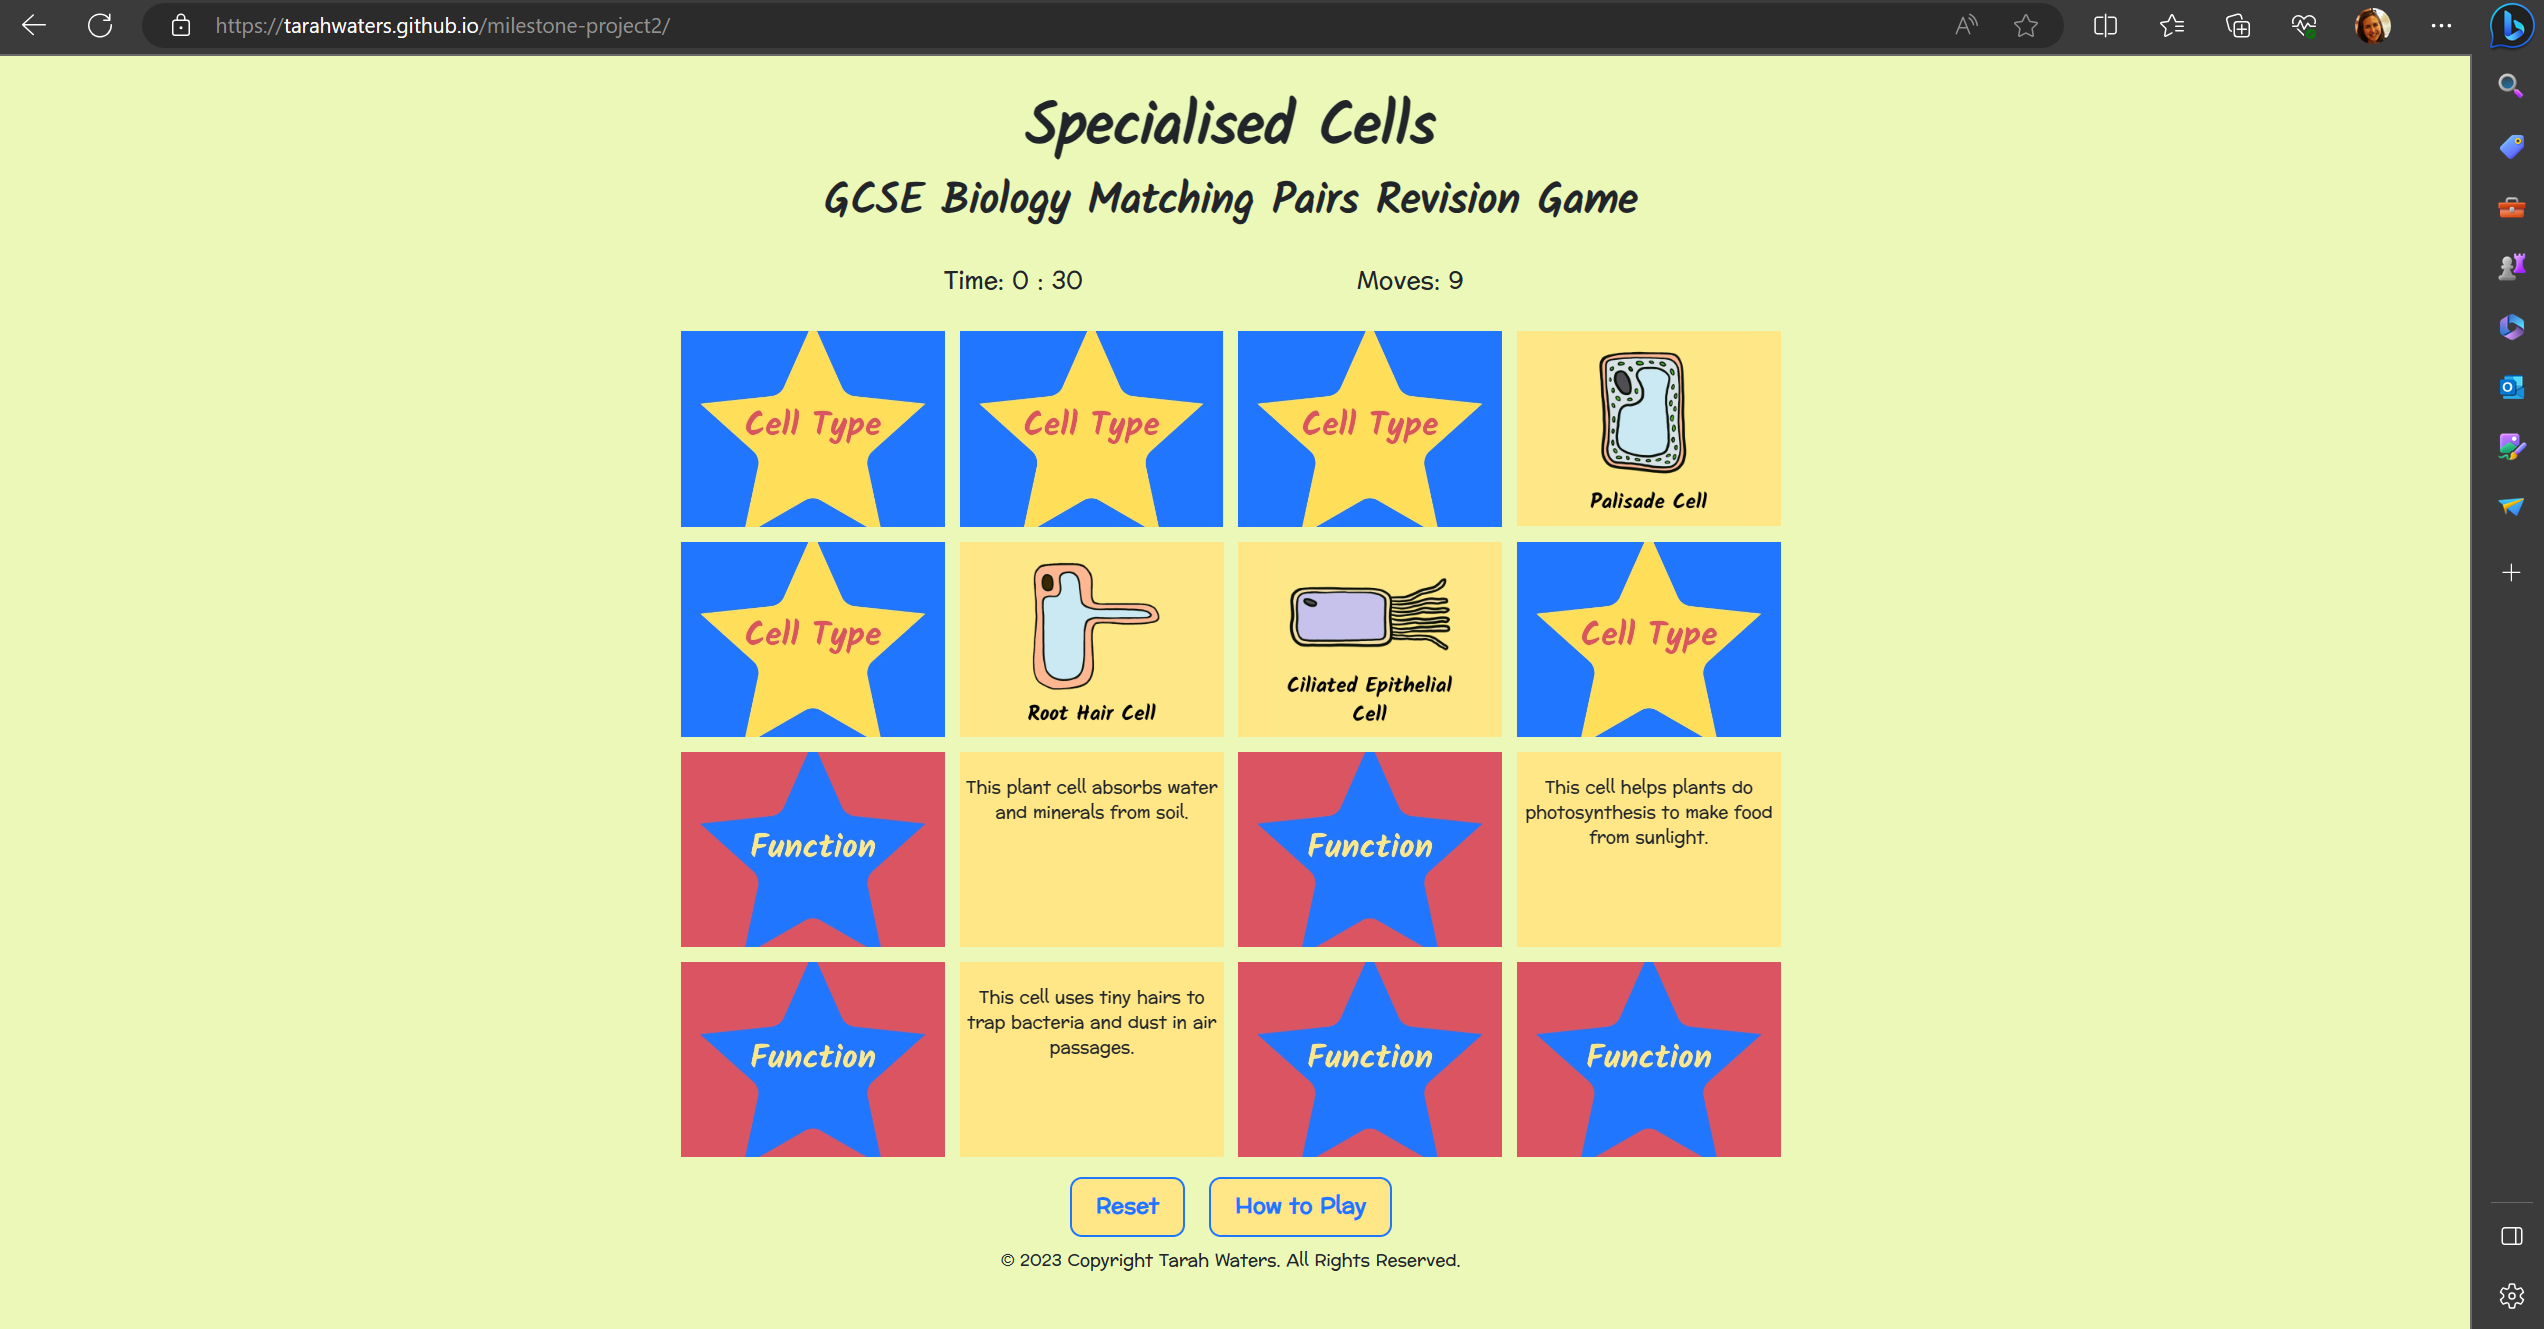 https://tarahwaters.github.io/milestone-project2/
Specialised Cells
GCSE Biology Matching Pairs Revision Game
Time: 0 : 30
Moves: 9
Cell Type
Cell Type
Cell Type
Palisade Cell
Cell Type
Root Hair Cell
Ciliated Epithelial
Cell
Cell Type
Function
This plant cell absorbs water
and minerals from soil.
Function
This cell helps plants do
photosynthesis to make food
from sunlight.
Function
This cell uses tiny hairs to
trap bacteria and dust in air
passages.
Function
Function
Reset
How to Play
© 2023 Copyright Tarah Waters. All Rights Reserved.